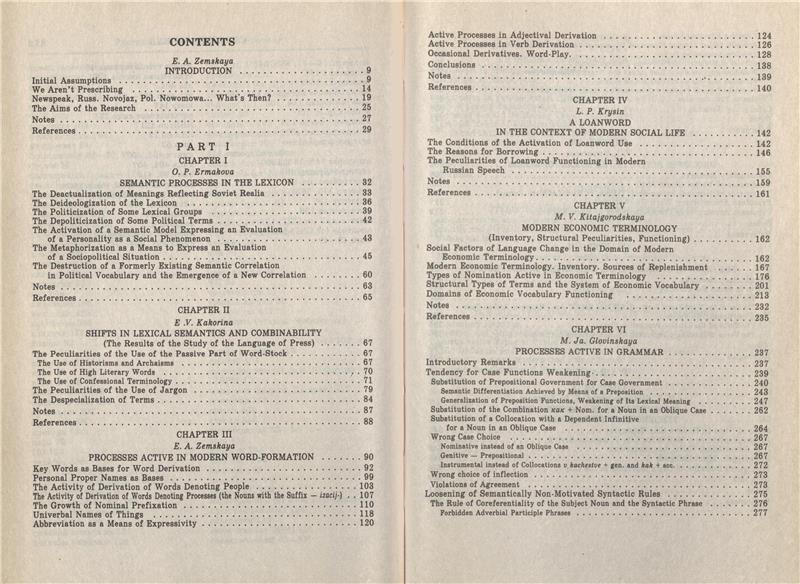 CONTENTS
E. A. Zemskaya
INTRODUCTION . . . . . . . . . . . . . . . . . . 9
Initial Assumptions . . . . . . . . . . . . . . . . . . 9
We Aren't Prescribing . . . . . . . . . . . . . . . . . . 14
Newspeak, Russ. Novojaz, Pol. Nowomowa... What's Then? . . . . . . . . . . 19
The Aims of the Research . . . . . . . . . . . . . . . . . . 25
Notes . . . . . . . . . . . . . . . . . . 27
References . . . . . . . . . . . . . . . . . . 29
PART I
CHAPTER I
O. P. Ermakova
SEMANTIC PROCESSES IN THE LEXICON . . . . . . . . 32
The Deactualization of Meanings Reflecting Soviet Realia . . . . . . . . 33
The Deideologization of the Lexicon . . . . . . . . 36
The Politicization of Some Lexical Groups . . . . . . . . 39
The Depoliticization of Some Political Terms . . . . . . . . 42
The Activation of a Semantic Model Expressing an Evaluation
of a Personality as a Social Phenomenon . . . . . . . . 43
The Metaphorization as a Means to Express an Evaluation
of a Sociopolitical Situation . . . . . . . . 45
The Destruction of a Formerly Existing Semantic Correlation
in Political Vocabulary and the Emergence of a New Correlation . . . . . . . . 60
Notes . . . . . . . . 63
References . . . . . . . . 65
CHAPTER II
E .V. Kakorina
SHIFTS IN LEXICAL SEMANTICS AND COMBINABILITY
(The Results of the Study of the Language of Press) . . . . . . . 67
The Peculiarities of the Use of the Passive Part of Word-Stock . . . . . . . . 67
The Use of Historisms and Archaisms . . . . . . . . 67
The Use of High Literary Words . . . . . . . . 70
The Use of Confessional Terminology . . . . . . . . 71
The Peculiarities of the Use of Jargon . . . . . . . . 79
The Despecialization of Terms . . . . . . . . 84
Notes . . . . . . . . 87
References . . . . . . . . 88
CHAPTER III
E. A. Zemskaya
PROCESSES ACTIVE IN MODERN WORD-FORMATION . . . . . . . 90
Key Words as Bases for Word Derivation . . . . . . . . 92
Personal Proper Names as Bases . . . . . . . . 99
The Activity of Derivation of Words Denoting People . . . . . . . . 103
The Activity of Derivation of Words Denoting Processes (the Nouns with the Suffix — izacij-) . . 107
The Growth of Nominal Prefixation . . . . . . . . 110
Univerbal Names of Things . . . . . . . . 118
Abbreviation as a Means of Expressivity . . . . . . . . 120
Active Processes in Adjectival Derivation . . . . . . . . 124
Active Processes in Verb Derivation . . . . . . . . 126
Occasional Derivatives. Word-Play. . . . . . . . . 128
Conclusions . . . . . . . . 138
Notes . . . . . . . . 139
References . . . . . . . . 140
CHAPTER IV
L. P. Krysin
A LOANWORD
IN THE CONTEXT OF MODERN SOCIAL LIFE . . . . . . . . 142
The Conditions of the Activation of Loanword Use . . . . . . . . 142
The Reasons for Borrowing . . . . . . . . 146
The Peculiarities of Loanword Functioning in Modern
Russian Speech . . . . . . . . 155
Notes . . . . . . . . 159
References . . . . . . . . 161
CHAPTER V
M. V. Kitajgorodskaya
MODERN ECONOMIC TERMINOLOGY
(Inventory, Structural Peculiarities, Functioning) . . . . . . . . 162
Social Factors of Language Change in the Domain of Modern
Economic Terminology . . . . . . . . 162
Modern Economic Terminology. Inventory. Sources of Replenishment . . 167
Types of Nomination Active in Economic Terminology . . . . . . . . 176
Structural Types of Terms and the System of Economic Vocabulary . . . . 201
Domains of Economic Vocabulary Functioning . . . . . . . . 213
Notes . . . . . . . . 232
References . . . . . . . . 235
CHAPTER VI
M. Ja. Glovinskaya
PROCESSES ACTIVE IN GRAMMAR . . . . . . . . 237
Introductory Remarks . . . . . . . . 237
Tendency for Case Functions Weakening . . . . . . . . 239
Substitution of Prepositional Government for Case Government . . . . . . . . 240
Semantic Differentiation Achieved by Means of a Preposition . . . . . . . . 243
Generalization of Preposition Functions, Weakening of Its Lexical Meaning . . . . 247
Substitution of the Combination как + Nom. for a Noun in an Oblique Case . . . . 262
Substitution of a Collocation with a Dependent Infinitive
for a Noun in an Oblique Case . . . . . . . . 264
Wrong Case Choice . . . . . . . . 267
Nominative instead of an Oblique Case . . . . . . . . 267
Genitive — Prepositional . . . . . . . . 267
Instrumental instead of Collocations v kachestve + gen. and kak + acc. . . . . . . 272
Wrong choice of inflection . . . . . . . . 273
Violations of Agreement . . . . . . . . 273
Loosening of Semantically Non-Motivated Syntactic Rules . . . . . . . . 275
The Rule of Coreferentiality of the Subject Noun and the Syntactic Phrase . . . . 276
Forbidden Adverbial Participle Phrases . . . . . . . . 277